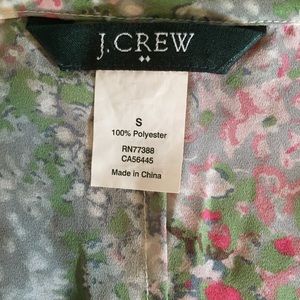 J.CREW
S
100% Polyester
RN77388
CA56445
Made in China